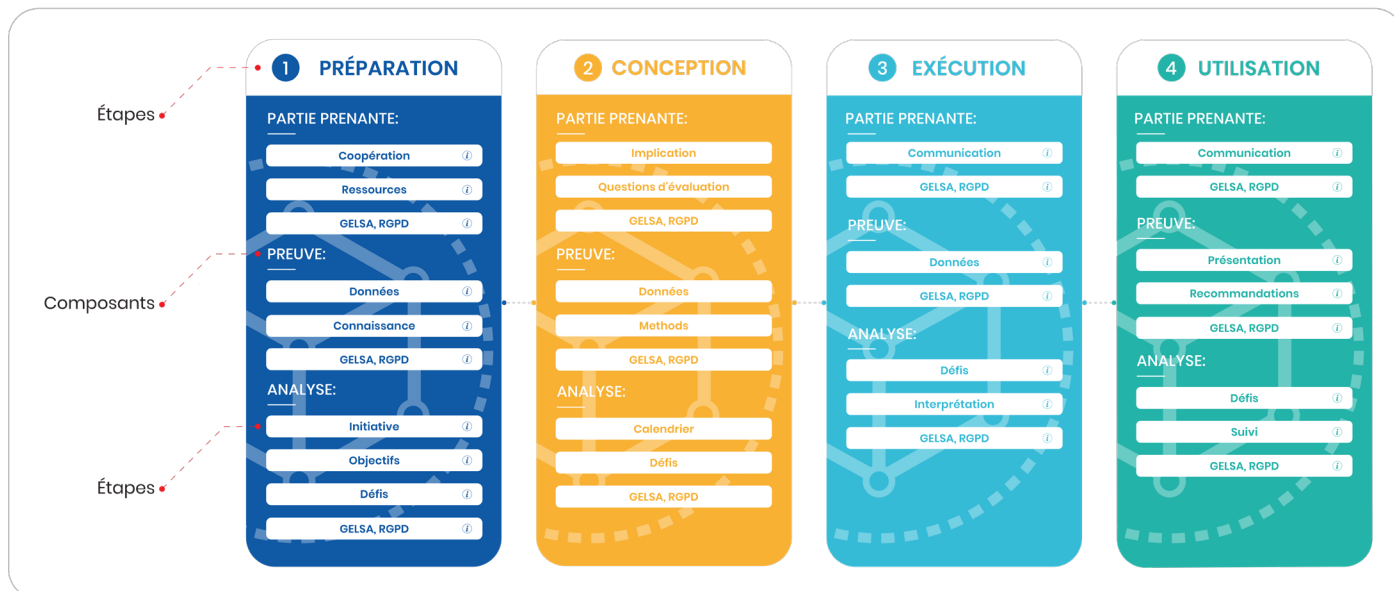 Étapes
Composants
Étapes
1 PRÉPARATION
PARTIE PRENANTE:
Coopération i
Ressources i
GELSA, RGPD i
PREUVE:
Données i
Connaissance i
GELSA, RGPD i
ANALYSE:
Initiative i
Objectifs i
Défis i
GELSA, RGPD i
2 CONCEPTION
PARTIE PRENANTE:
Implication
Questions d'évaluation
GELSA, RGPD
PREUVE:
Données
Methods
GELSA, RGPD
ANALYSE:
Calendrier
Défis
GELSA, RGPD
3 EXÉCUTION
PARTIE PRENANTE:
Communication i
GELSA, RGPD i
PREUVE:
Données i
GELSA, RGPD i
ANALYSE:
Défis i
Interprétation i
GELSA, RGPD i
4 UTILISATION
PARTIE PRENANTE:
Communication i
GELSA, RGPD i
PREUVE:
Présentation i
Recommandations i
GELSA, RGPD i
ANALYSE:
Défis i
Suivi i
GELSA, RGPD i